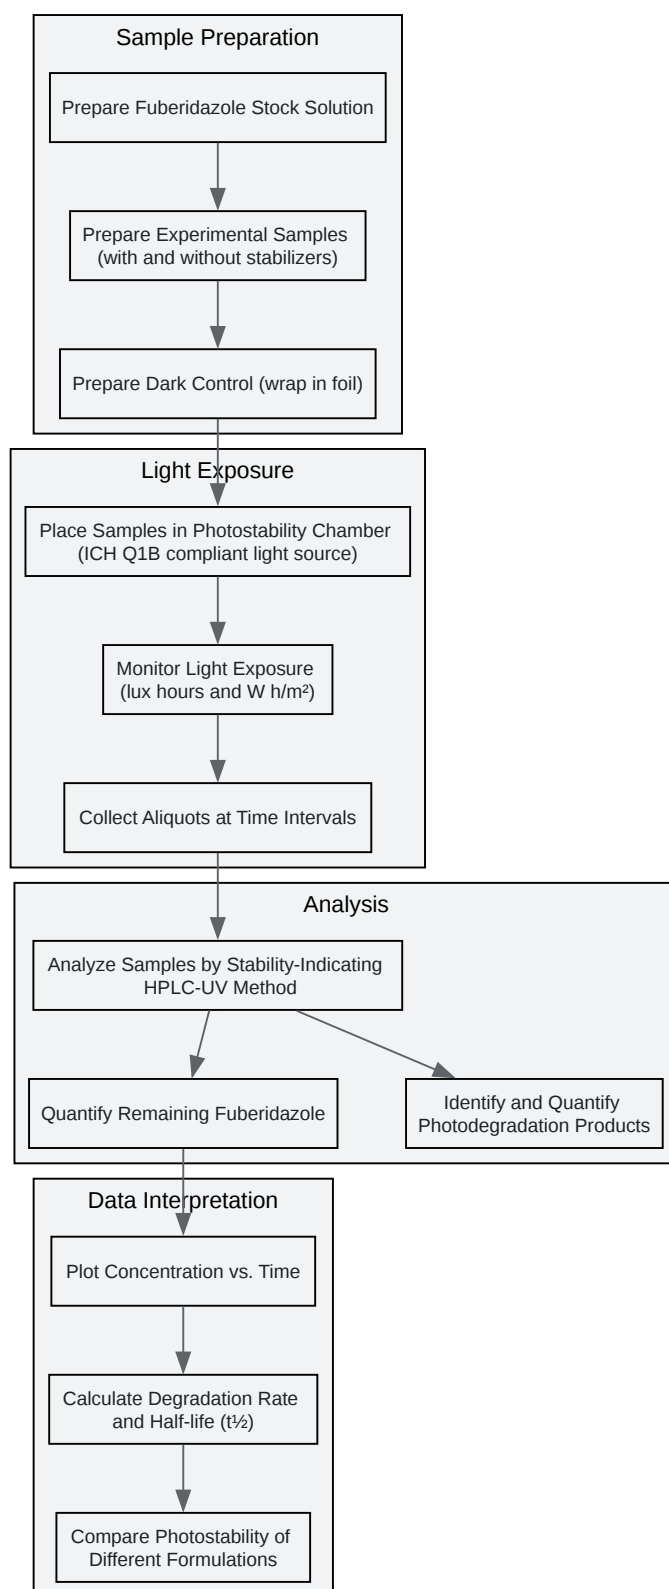 Sample Preparation
Prepare Fuberidazole Stock Solution
Prepare Experimental Samples
(with and without stabilizers)
Prepare Dark Control (wrap in foil)
Light Exposure
Place Samples in Photostability Chamber
(ICH Q1B compliant light source)
Monitor Light Exposure
(lux hours and W h/m²)
Collect Aliquots at Time Intervals
Analysis
Analyze Samples by Stability-Indicating
HPLC-UV Method
Quantify Remaining Fuberidazole
Identify and Quantify
Photodegradation Products
Data Interpretation
Plot Concentration vs. Time
Calculate Degradation Rate
and Half-life (t½)
Compare Photostability of
Different Formulations